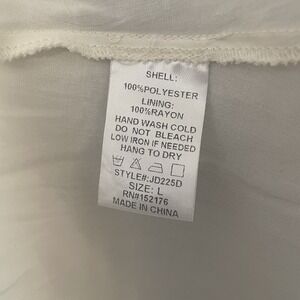 SHELL:
100%POLYESTER
LINING:
100%RAYON
HAND WASH COLD
DO NOT BLEACH
LOW IRON IF NEEDED
HANG TO DRY
STYLE#:JD225D
SIZE: L
RN#152176
MADE IN CHINA